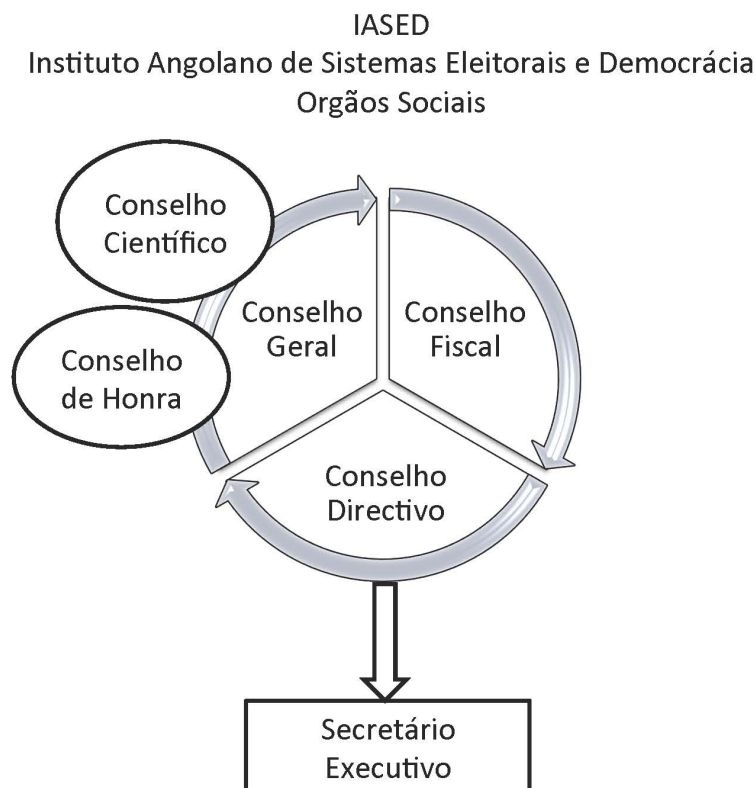 IASED
Instituto Angolano de Sistemas Eleitorais e Democrácia
Orgãos Sociais
Conselho
Científico
Conselho
Geral
Conselho
Fiscal
Conselho
de Honra
Conselho
Directivo
Secretário
Executivo